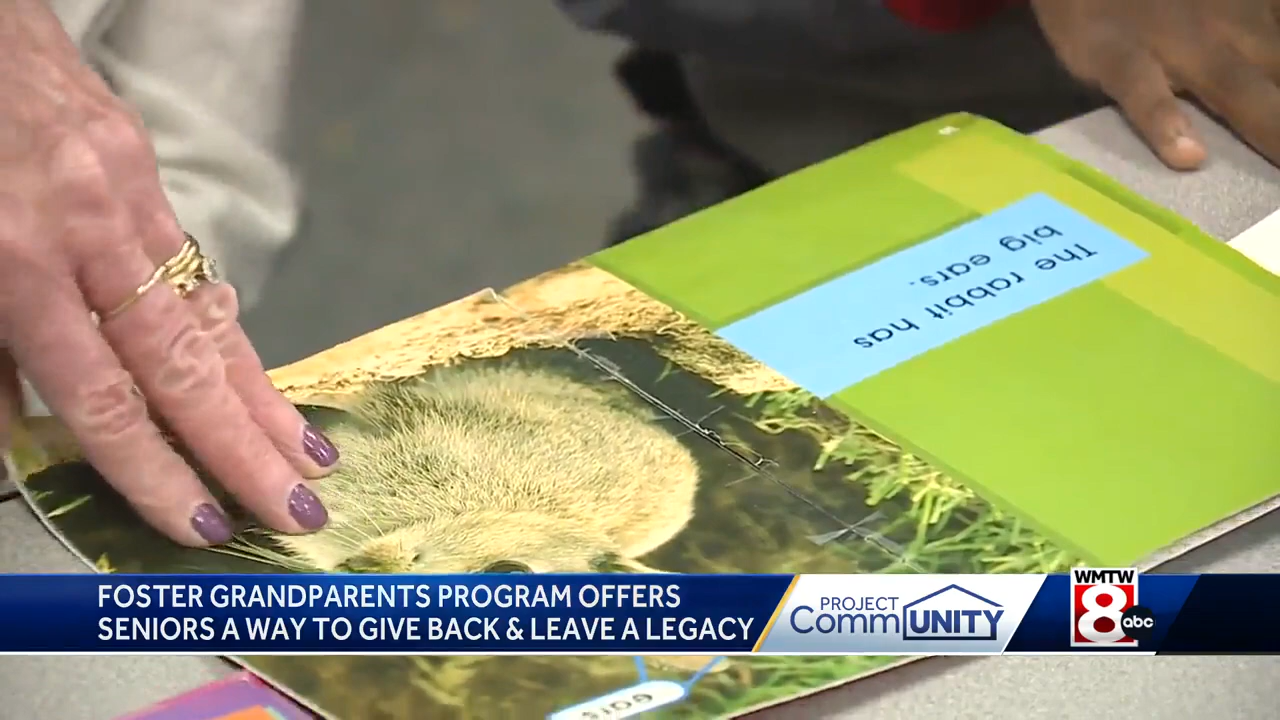 The rabbit has
big ears.
FOSTER GRANDPARENTS PROGRAM OFFERS
SENIORS A WAY TO GIVE BACK & LEAVE A LEGACY
PROJECT
CommUNITY
WMTW
8
abc
ears